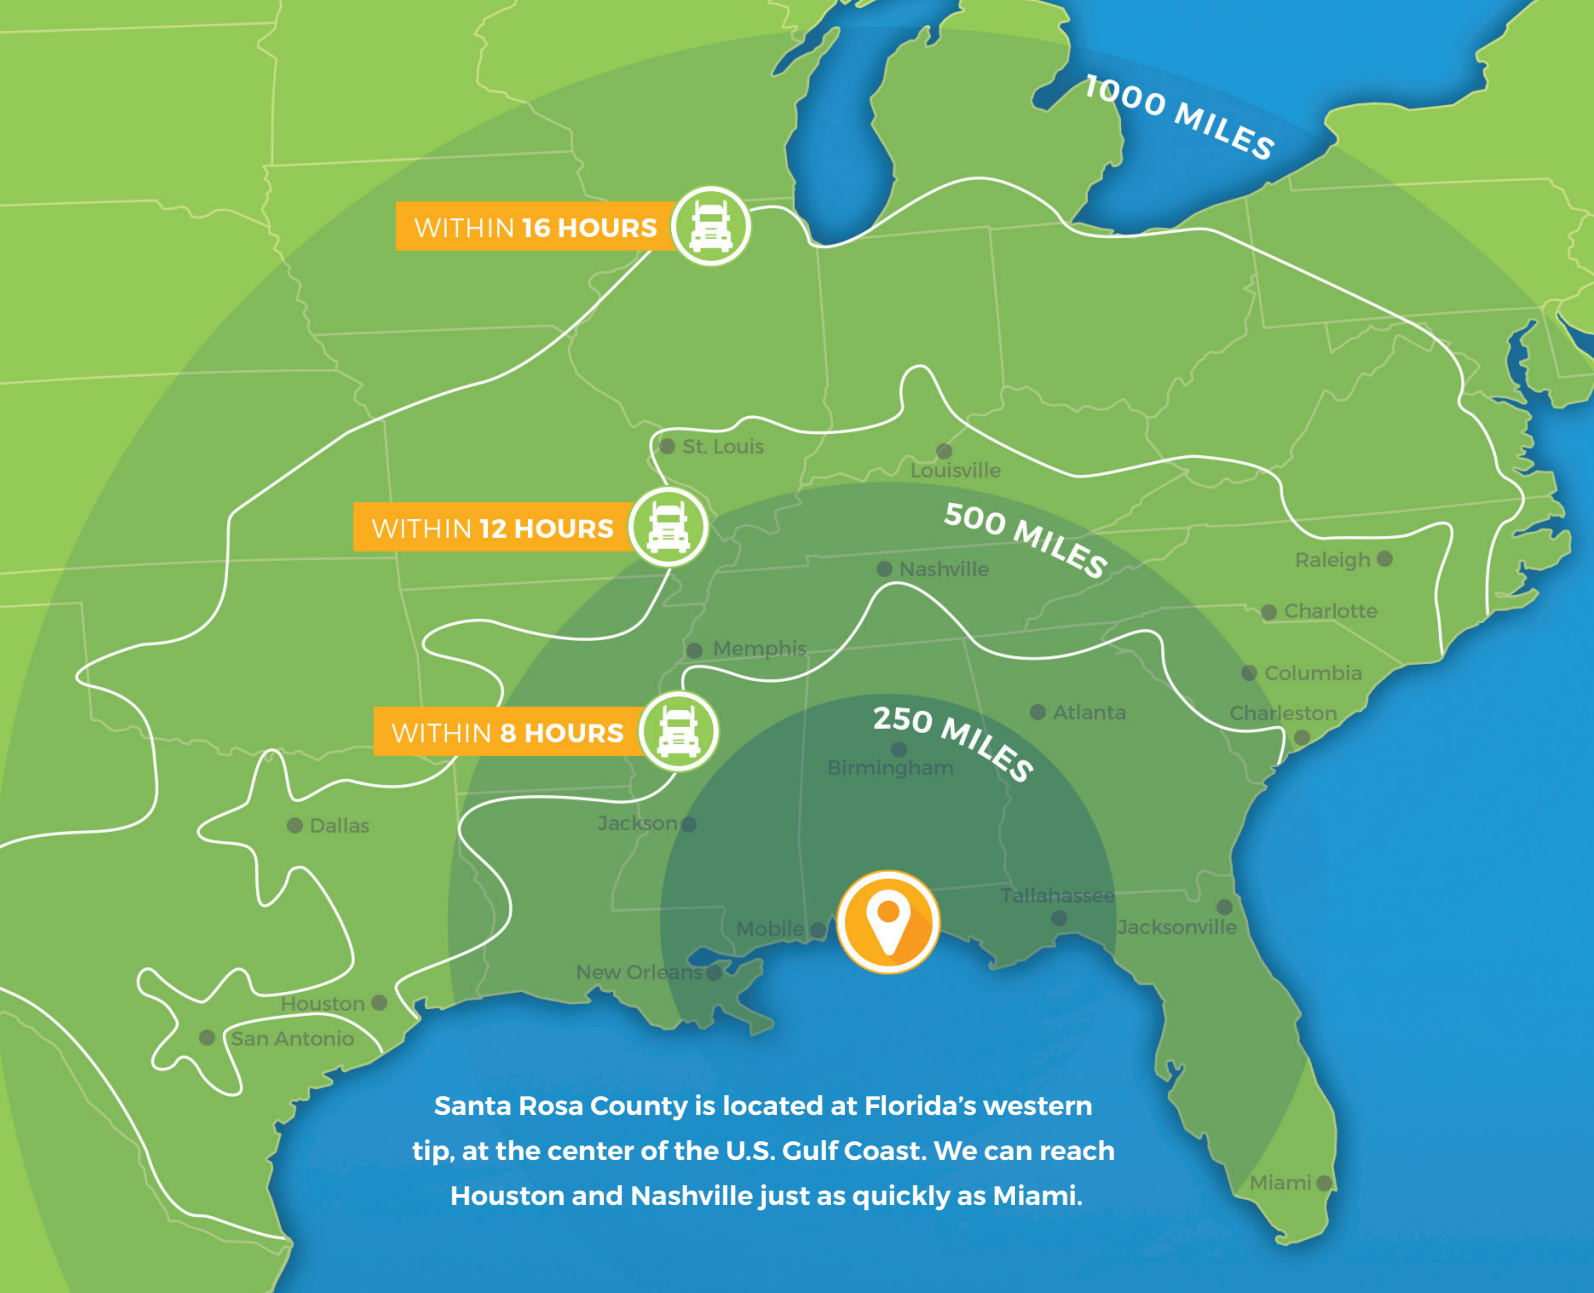 1000 MILES
WITHIN 16 HOURS
St. Louis
Louisville
500 MILES
WITHIN 12 HOURS
Raleigh
Nashville
Charlotte
Memphis
Columbia
Charleston
Atlanta
250 MILES
WITHIN 8 HOURS
Birmingham
Jackson
Dallas
Tallahassee
Mobile
Jacksonville
New Orleans
Houston
San Antonio
Santa Rosa County is located at Florida's western
tip, at the center of the U.S. Gulf Coast. We can reach
Houston and Nashville just as quickly as Miami.
Miami